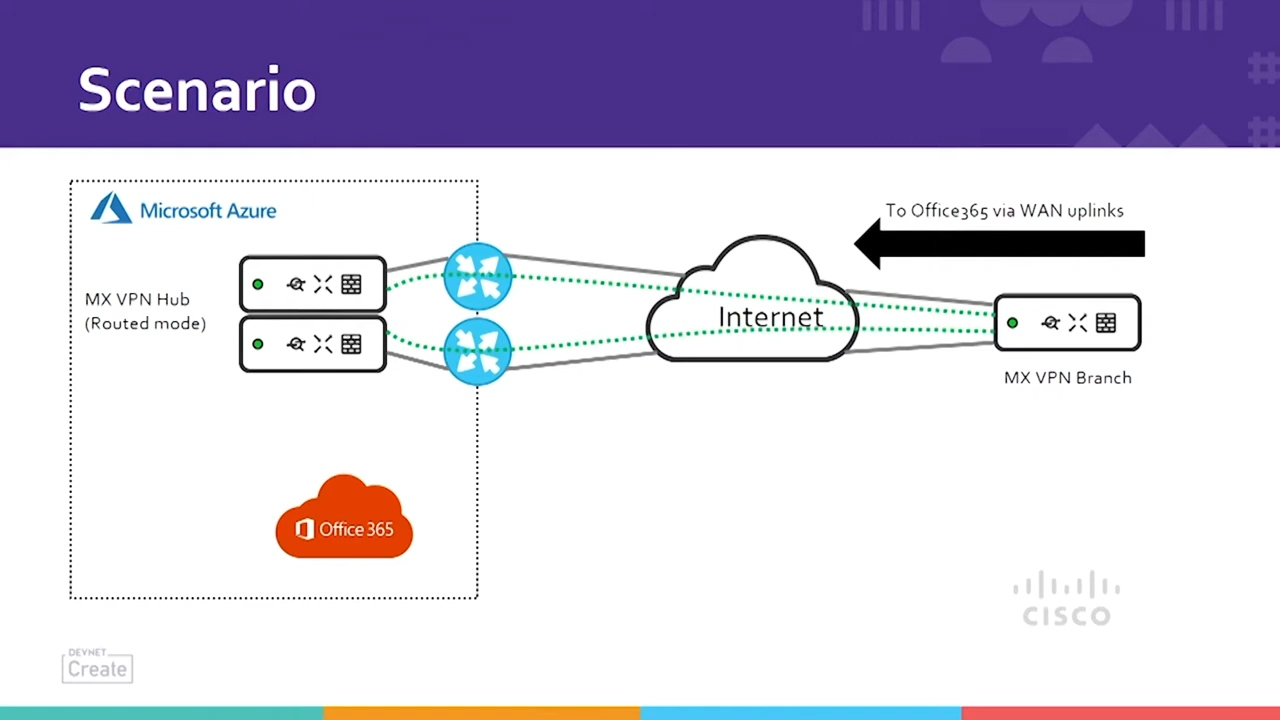 Scenario
Microsoft Azure
To Office365 via WAN uplinks
MX VPN Hub
(Routed mode)
Internet
MX VPN Branch
Office 365
CISCO
DEVNET
Create